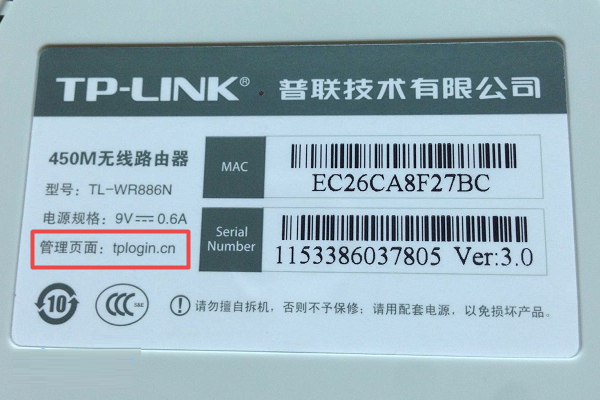 TP-LINK® 普联技术有限公司
450M无线路由器
型号：TL-WR886N
电源规格：9V⎓0.6A
管理页面：tplogin.cn
MAC
EC26CA8F27BC
Serial
Number
1153386037805 Ver:3.0
10
CCC
请勿擅自拆机，否则不予保修；请用配套电源，以免损坏产品。